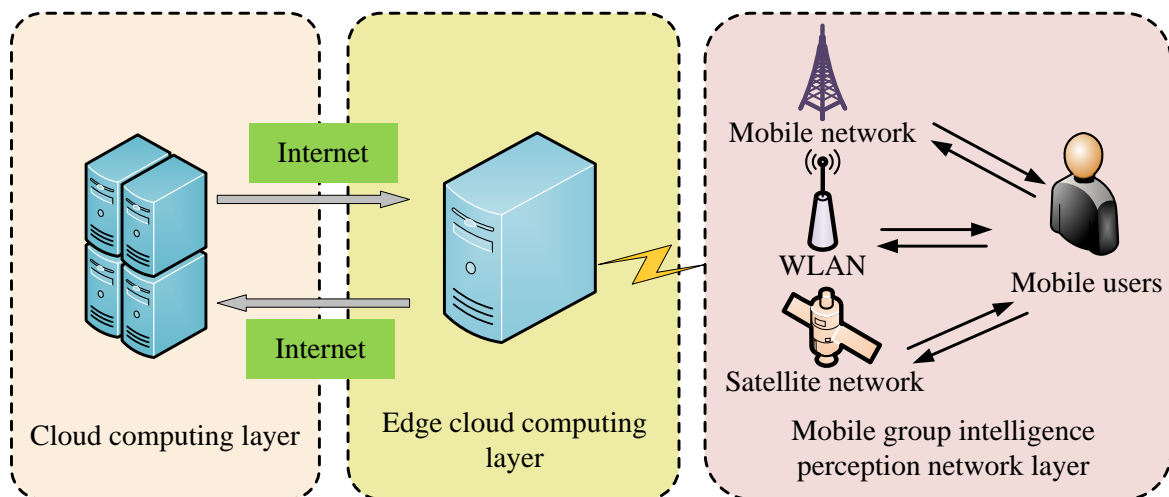 Internet
Internet
Cloud computing layer
Edge cloud computing
layer
Mobile network
WLAN
Satellite network
Mobile users
Mobile group intelligence
perception network layer